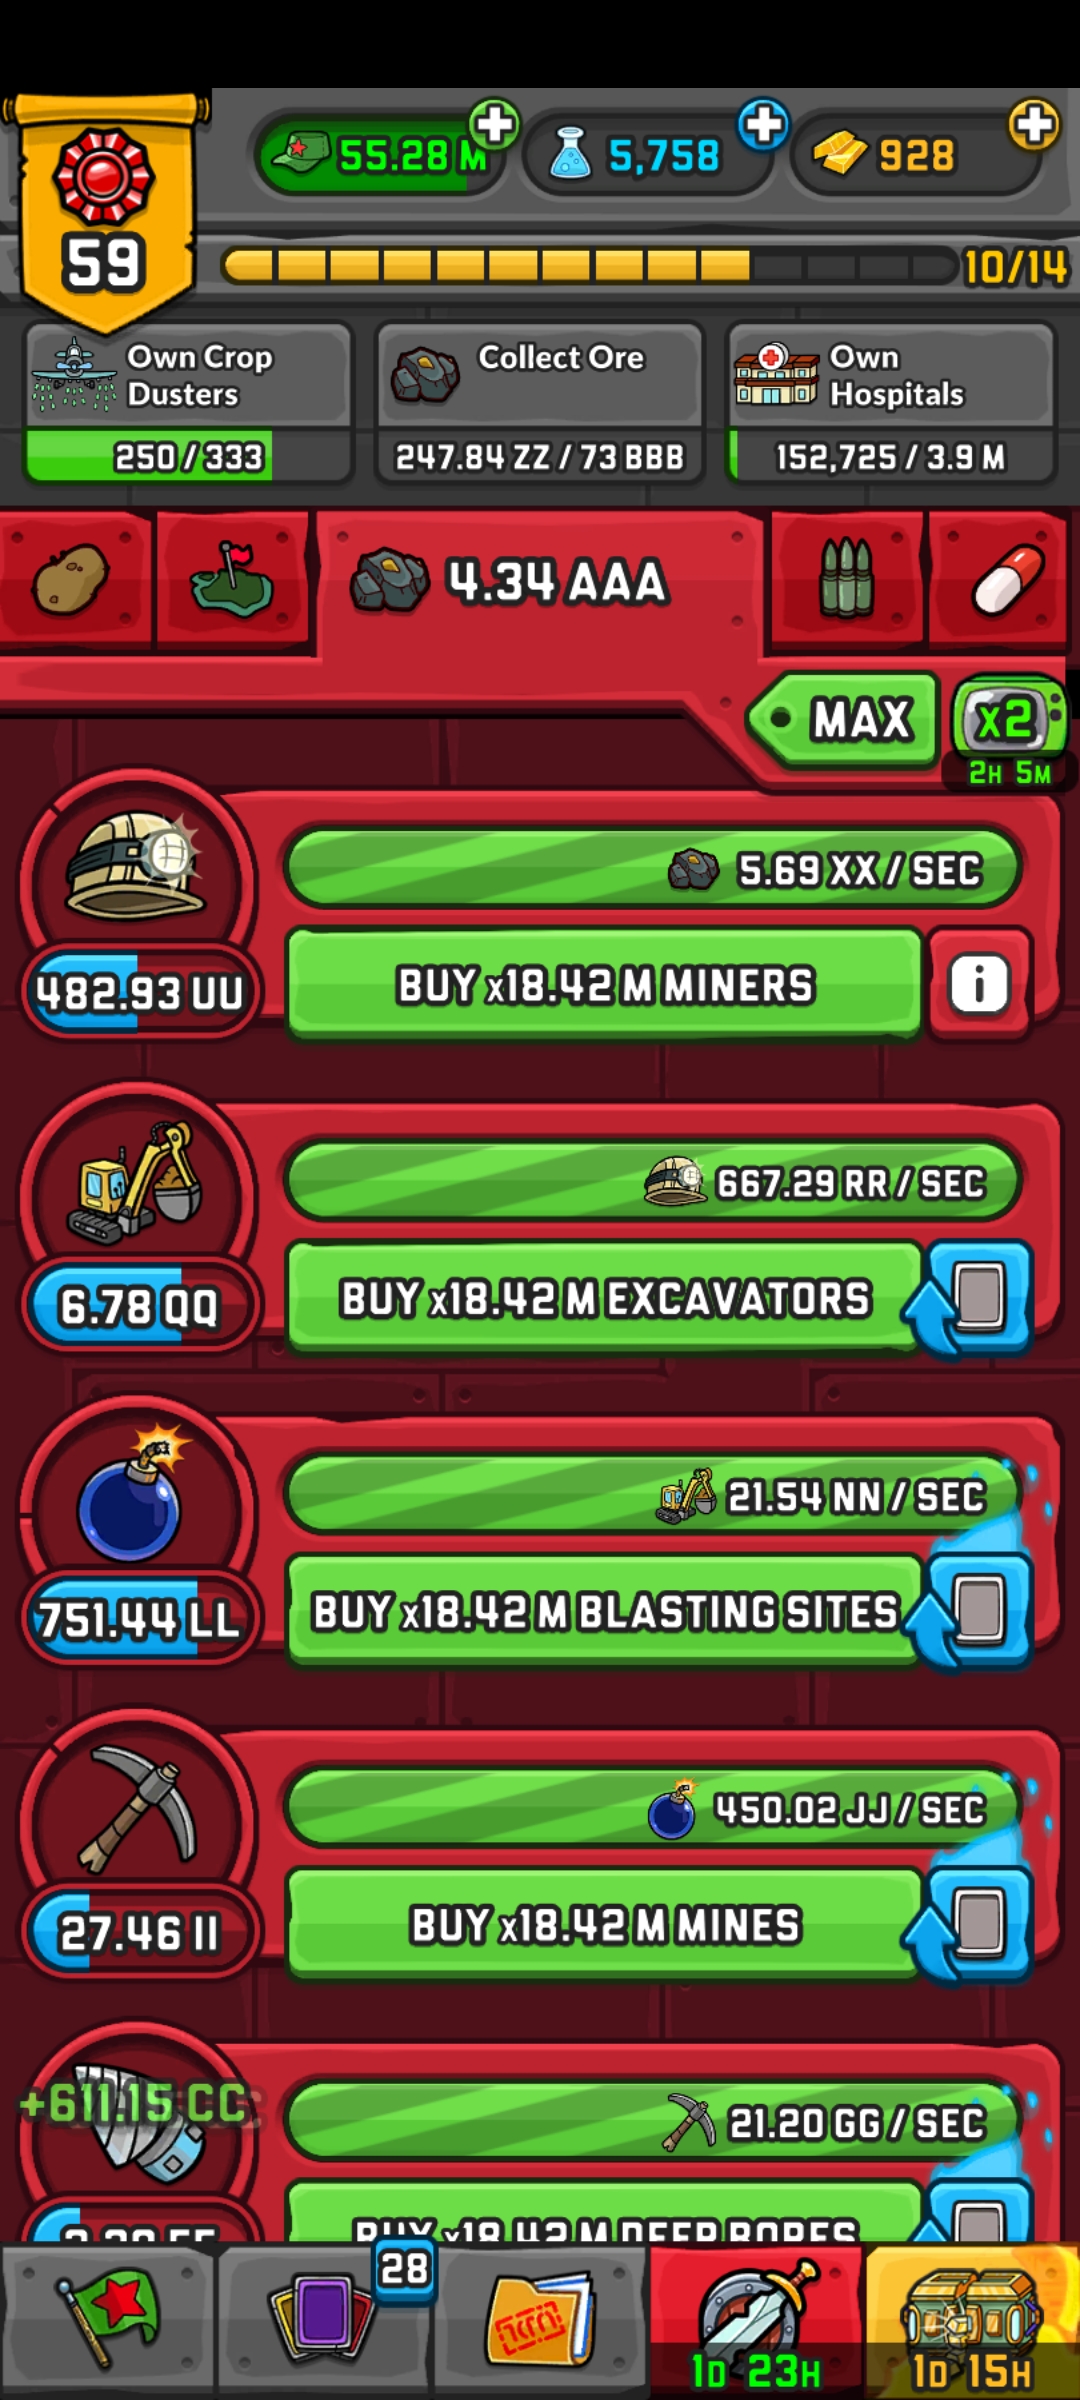 59
55.28 M
5,758
928
10/14
Own Crop
Dusters
250 / 333
Collect Ore
247.84 ZZ / 73 BBB
Own
Hospitals
152,725 / 3.9 M
4.34 AAA
MAX
x2
2H 5M
5.69 XX / SEC
482.93 UU
BUY x18.42 M MINERS
i
667.29 RR / SEC
6.78 QQ
BUY x18.42 M EXCAVATORS
21.54 NN / SEC
751.44 LL
BUY x18.42 M BLASTING SITES
450.02 JJ / SEC
27.46 II
BUY x18.42 M MINES
+611.15 CC
21.20 GG / SEC
BUY x18.42 M DEEP BORES
28
1D 23H
1D 15H